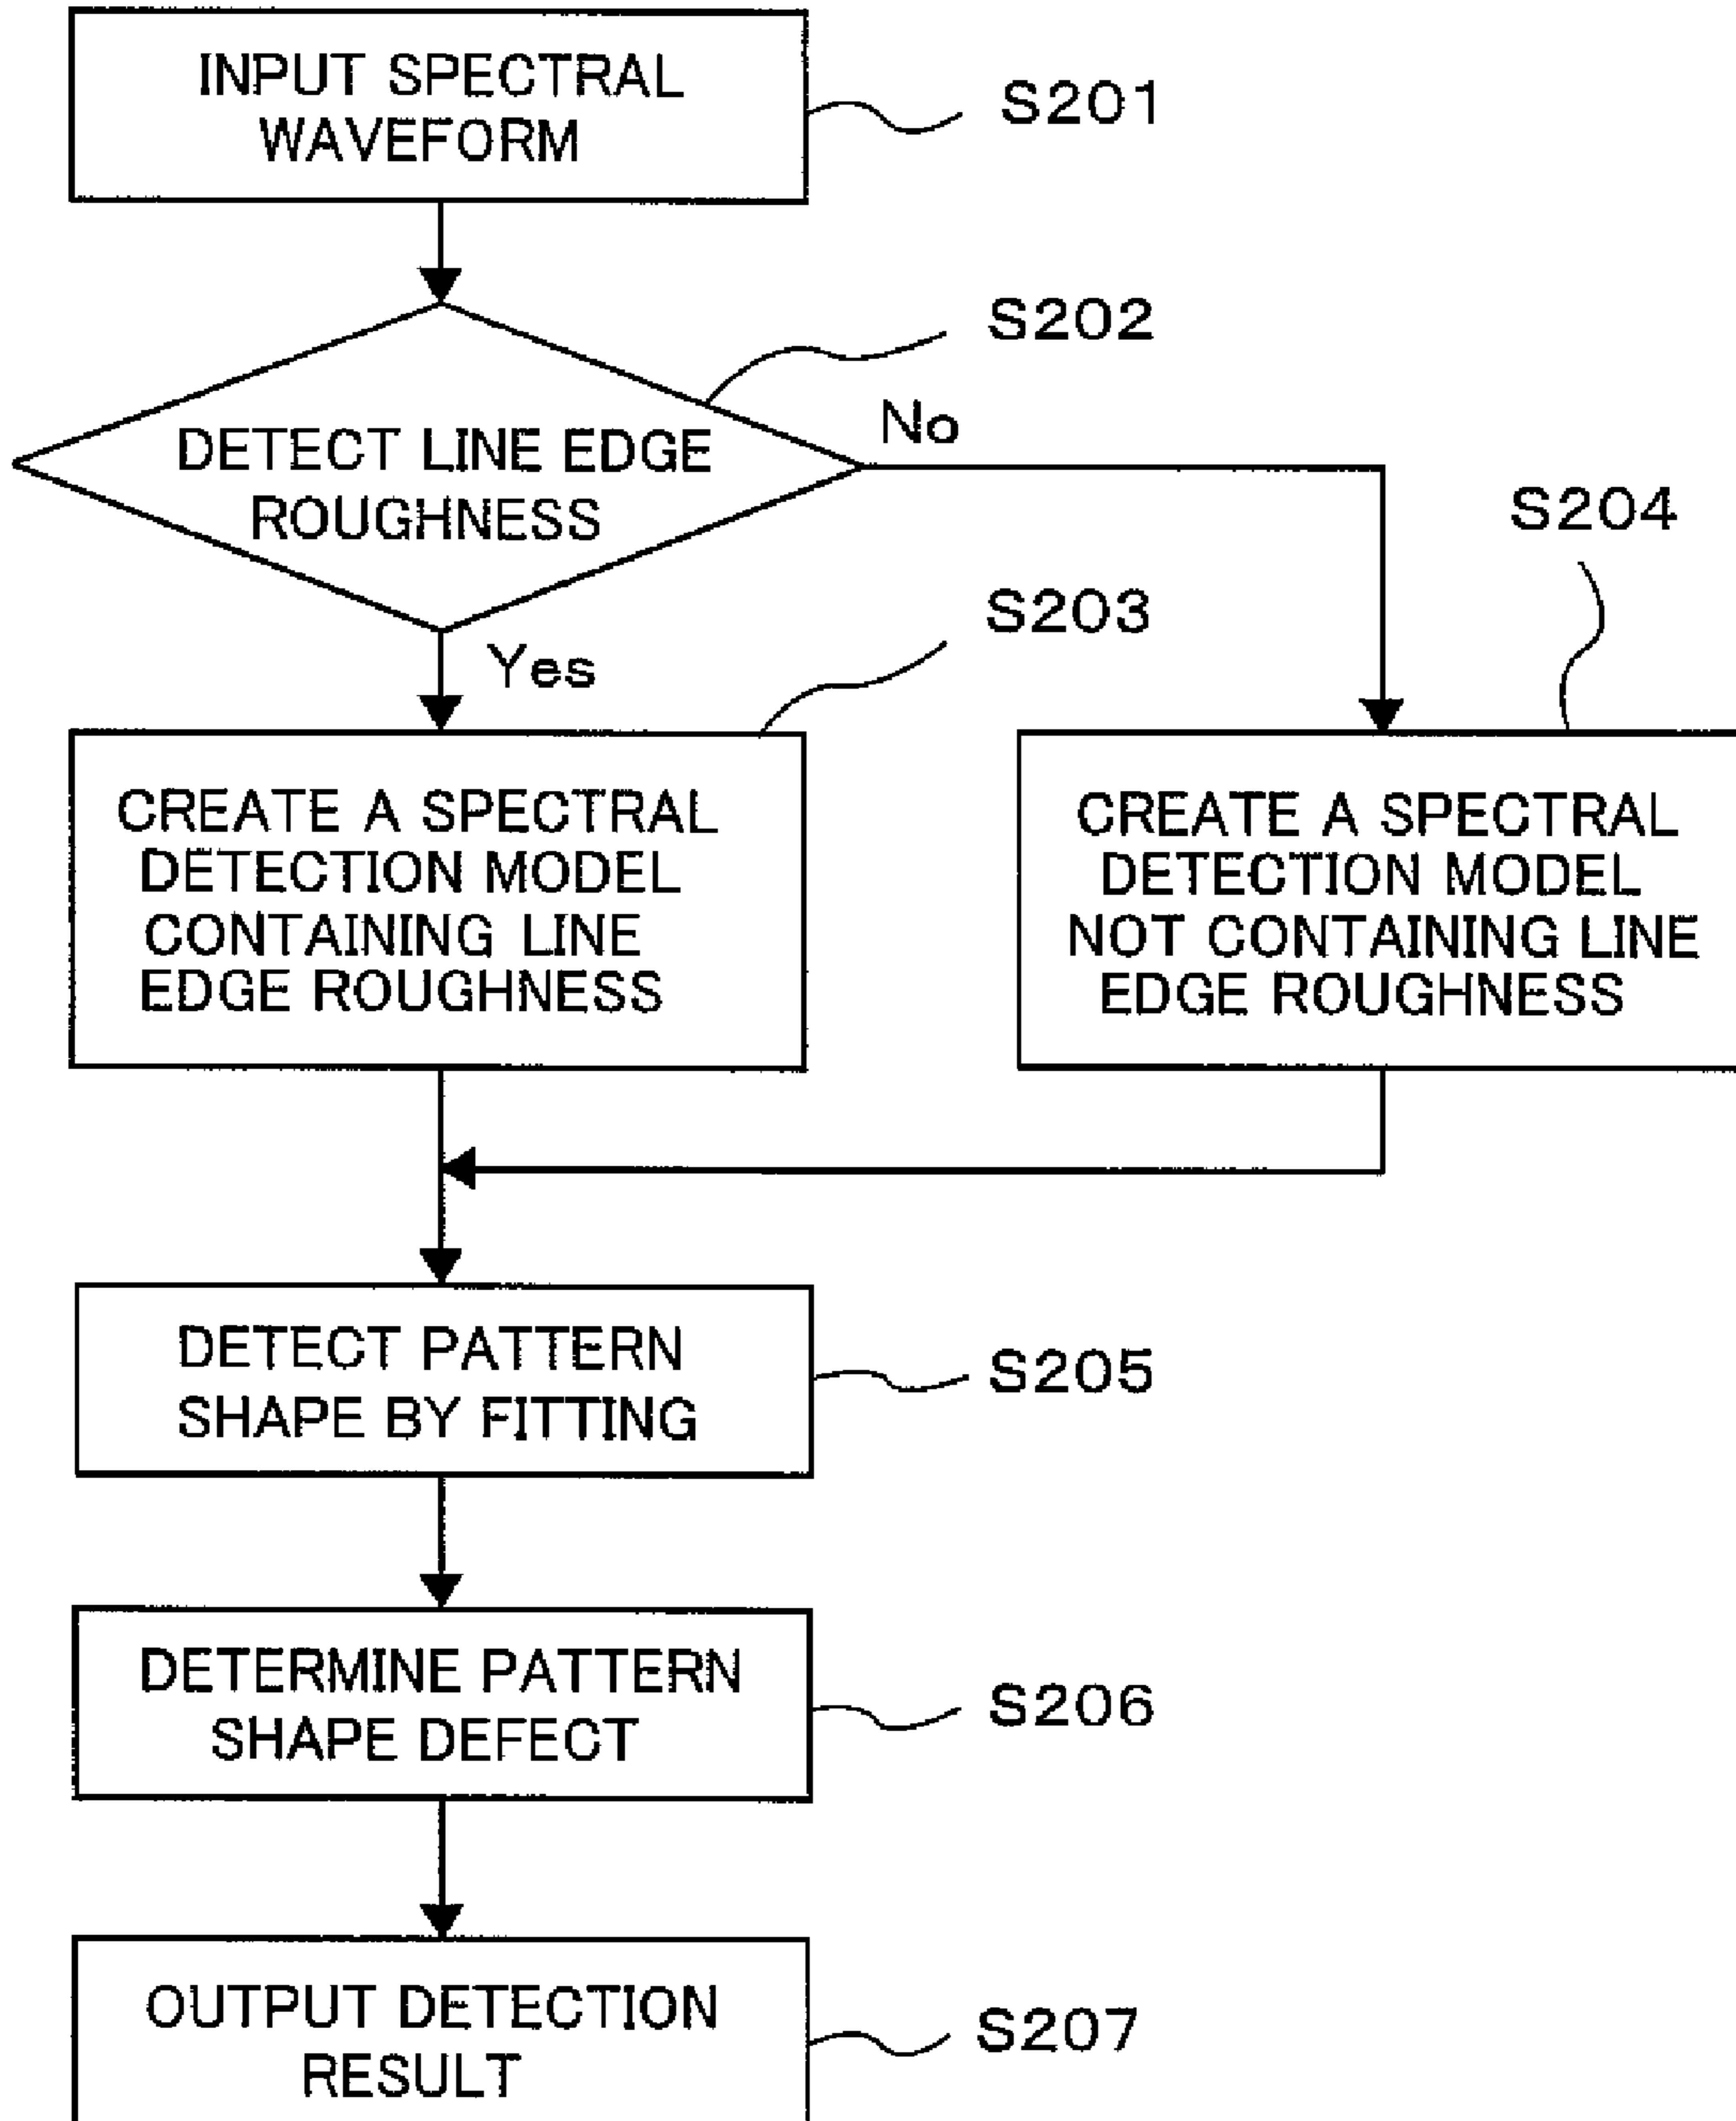 INPUT SPECTRAL
WAVEFORM
S201
S202
DETECT LINE EDGE
ROUGHNESS
No
Yes
S203
CREATE A SPECTRAL
DETECTION MODEL
CONTAINING LINE
EDGE ROUGHNESS
S204
CREATE A SPECTRAL
DETECTION MODEL
NOT CONTAINING LINE
EDGE ROUGHNESS
DETECT PATTERN
SHAPE BY FITTING
S205
DETERMINE PATTERN
SHAPE DEFECT
S206
OUTPUT DETECTION
RESULT
S207